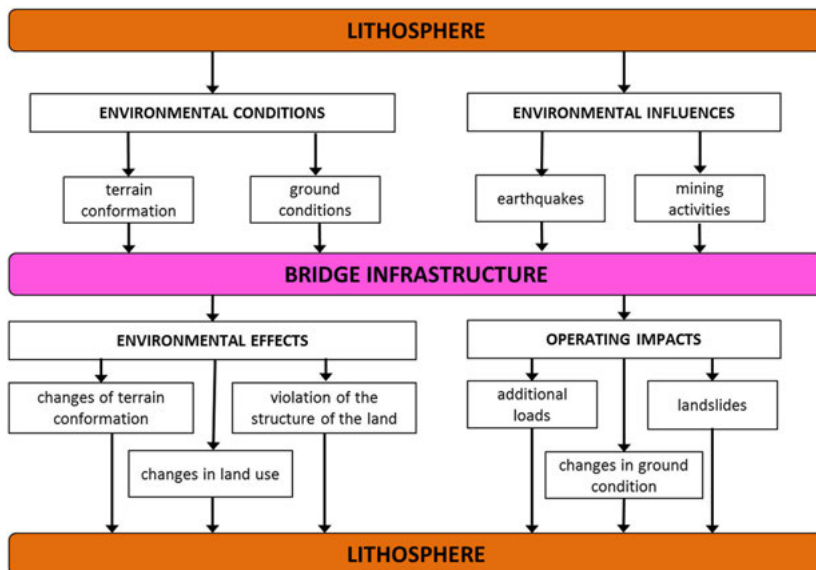 LITHOSPHERE
ENVIRONMENTAL CONDITIONS
ENVIRONMENTAL INFLUENCES
terrain
conformation
ground
conditions
earthquakes
mining
activities
BRIDGE INFRASTRUCTURE
ENVIRONMENTAL EFFECTS
OPERATING IMPACTS
changes of terrain
conformation
violation of the
structure of the land
additional
loads
landslides
changes in land use
changes in ground
condition
LITHOSPHERE